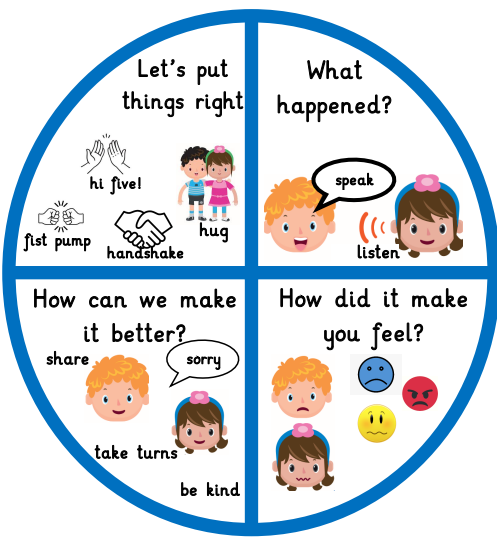 Let's put
things right
hi five!
fist pump
handshake
hug
What
happened?
speak
listen
How can we make
it better?
share
sorry
take turns
be kind
How did it make
you feel?